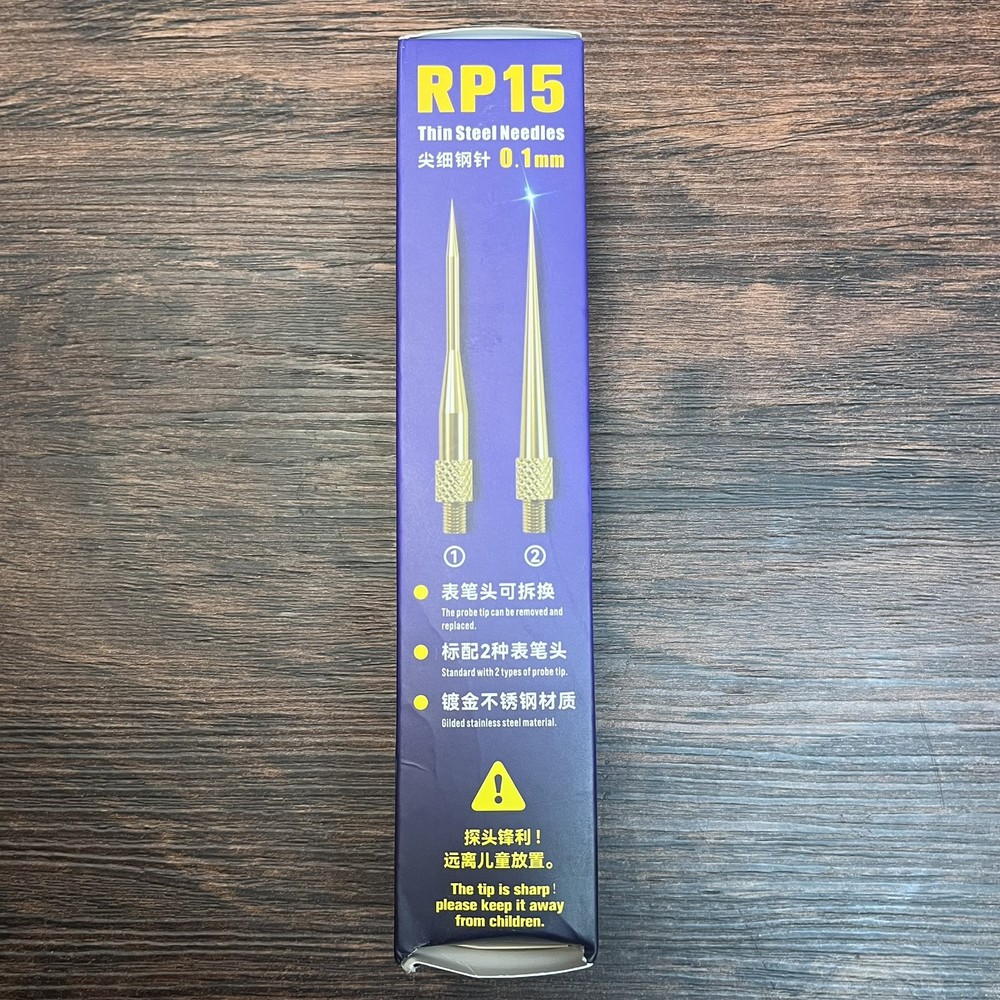 RP15
Thin Steel Needles
尖细钢针 0.1mm
① ②
表笔头可拆换
The probe tip can be removed and
replaced.
标配2种表笔头
Standard with 2 types of probe tip.
镀金不锈钢材质
Gilded stainless steel material.
探头锋利！
远离儿童放置。
The tip is sharp！
please keep it away
from children.